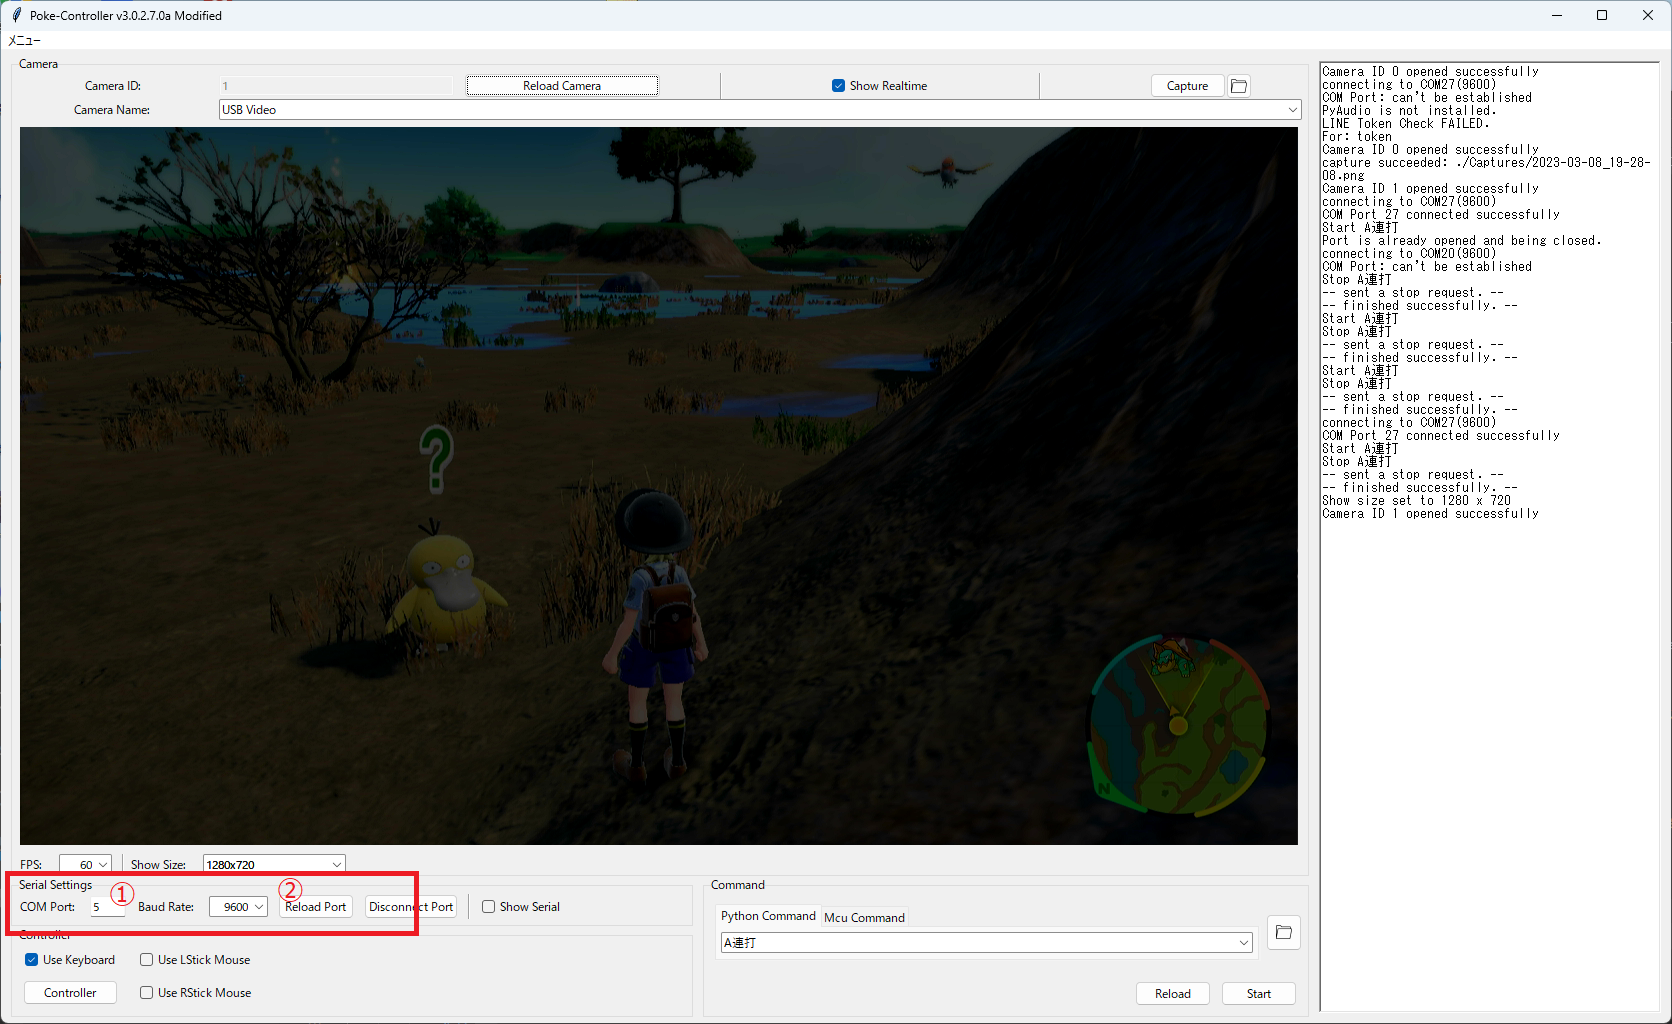 Poke-Controller v3.0.2.7.0a Modified
メニュー
Camera
Camera ID:
1
Reload Camera
Show Realtime
Capture
Camera Name:
USB Video
N
FPS:
60
Show Size:
1280x720
Serial Settings
①
②
COM Port:
5
Baud Rate:
9600
Reload Port
Disconnect Port
Show Serial
Controller
Use Keyboard
Use LStick Mouse
Controller
Use RStick Mouse
Command
Python Command
Mcu Command
A連打
Reload
Start
Camera ID 0 opened successfully
connecting to COM27(9600)
COM Port: can't be established
PyAudio is not installed.
LINE Token Check FAILED.
For: token
Camera ID 0 opened successfully
capture succeeded: ./Captures/2023-03-08_19-28-
08.png
Camera ID 1 opened successfully
connecting to COM27(9600)
COM Port 27 connected successfully
Start A連打
Port is already opened and being closed.
connecting to COM20(9600)
COM Port: can't be established
Stop A連打
-- sent a stop request. --
-- finished successfully. --
Start A連打
Stop A連打
-- sent a stop request. --
-- finished successfully. --
Start A連打
Stop A連打
-- sent a stop request. --
-- finished successfully. --
connecting to COM27(9600)
COM Port 27 connected successfully
Start A連打
Stop A連打
-- sent a stop request. --
-- finished successfully. --
Show size set to 1280 x 720
Camera ID 1 opened successfully